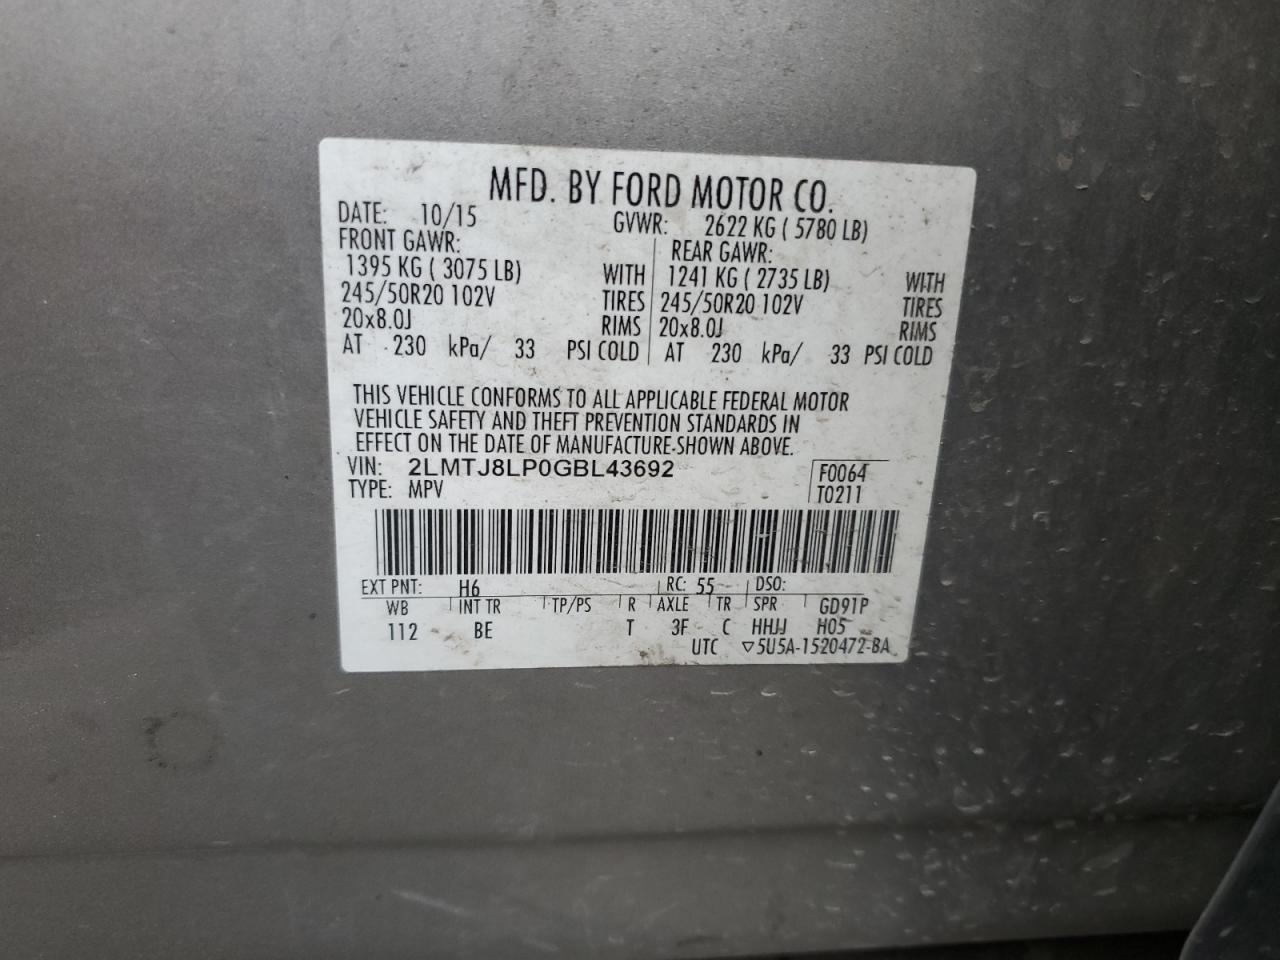 MFD. BY FORD MOTOR CO.
DATE: 10/15 GVWR: 2622 KG ( 5780 LB)
FRONT GAWR: REAR GAWR:
1395 KG ( 3075 LB) WITH 1241 KG ( 2735 LB) WITH
245/50R20 102V TIRES 245/50R20 102V TIRES
20x8.0J RIMS 20x8.0J RIMS
AT 230 kPa/ 33 PSI COLD AT 230 kPa/ 33 PSI COLD
THIS VEHICLE CONFORMS TO ALL APPLICABLE FEDERAL MOTOR
VEHICLE SAFETY AND THEFT PREVENTION STANDARDS IN
EFFECT ON THE DATE OF MANUFACTURE SHOWN ABOVE.
VIN: 2LMTJ8LP0GBL43692 F0064
TYPE: MPV T0211
EXT PNT: H6 RC: 55 DSO:
WB INT TR TP/PS R AXLE TR SPR GD91P
112 BE T 3F C HHJJ H05
UTC ▽5U5A-1520472-BA